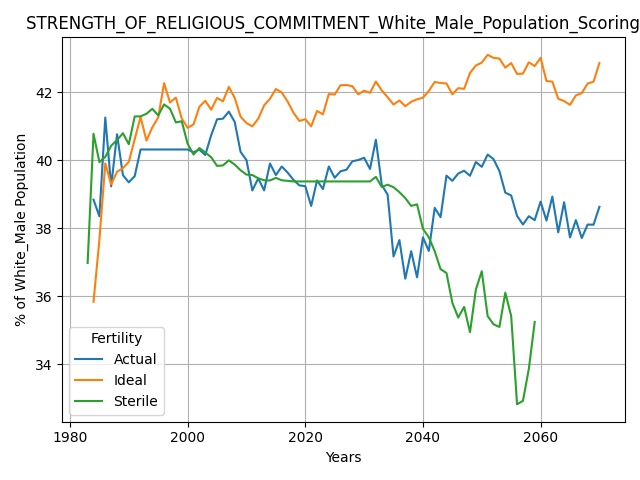 STRENGTH_OF_RELIGIOUS_COMMITMENT_White_Male_Population_Scoring
% of White_Male Population
42
40
38
36
34
Fertility
Actual
Ideal
Sterile
1980
2000
2020
2040
2060
Years